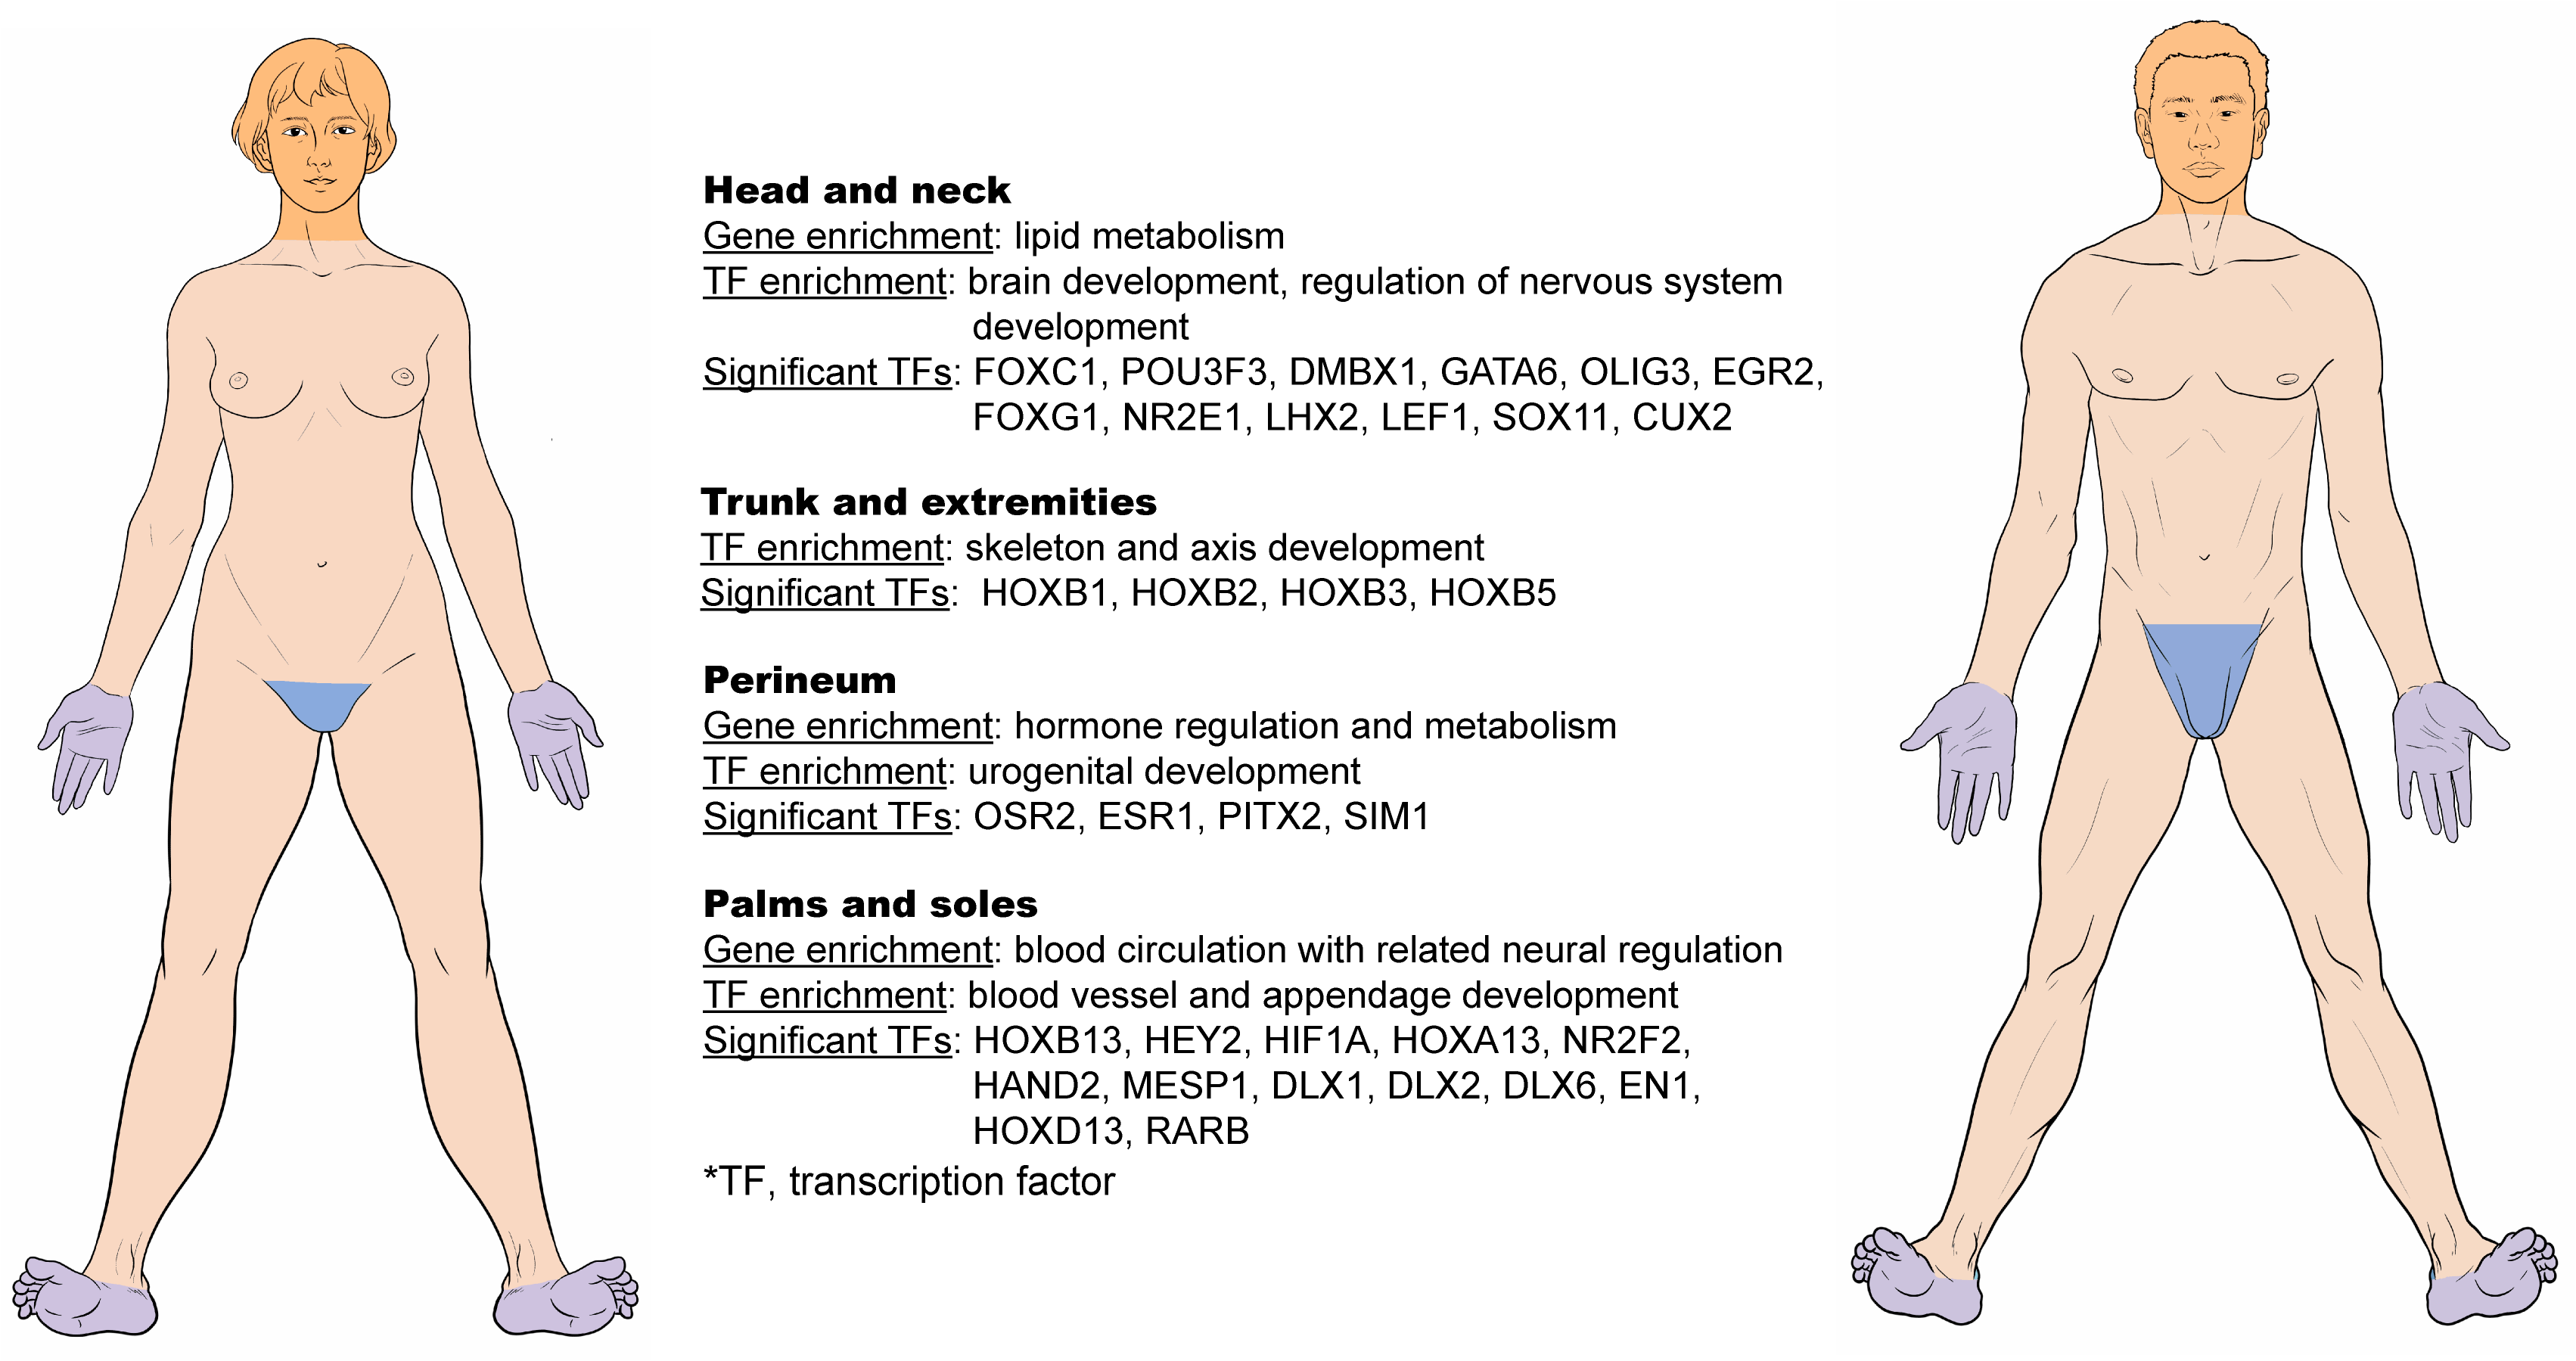 Head and neck
Gene enrichment: lipid metabolism
TF enrichment: brain development, regulation of nervous system
development
Significant TFs: FOXC1, POU3F3, DMBX1, GATA6, OLIG3, EGR2,
FOXG1, NR2E1, LHX2, LEF1, SOX11, CUX2
Trunk and extremities
TF enrichment: skeleton and axis development
Significant TFs: HOXB1, HOXB2, HOXB3, HOXB5
Perineum
Gene enrichment: hormone regulation and metabolism
TF enrichment: urogenital development
Significant TFs: OSR2, ESR1, PITX2, SIM1
Palms and soles
Gene enrichment: blood circulation with related neural regulation
TF enrichment: blood vessel and appendage development
Significant TFs: HOXB13, HEY2, HIF1A, HOXA13, NR2F2,
HAND2, MESP1, DLX1, DLX2, DLX6, EN1,
HOXD13, RARB
*TF, transcription factor